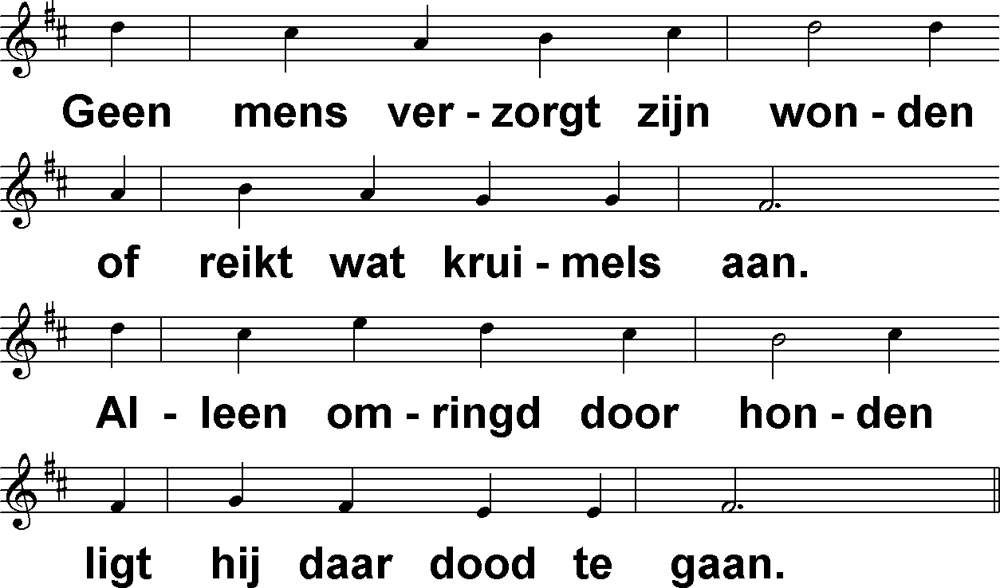 Geen mens ver - zorgt zijn won - den
of reikt wat krui - mels aan.
Al - leen om - ringd door hon - den
ligt hij daar dood te gaan.